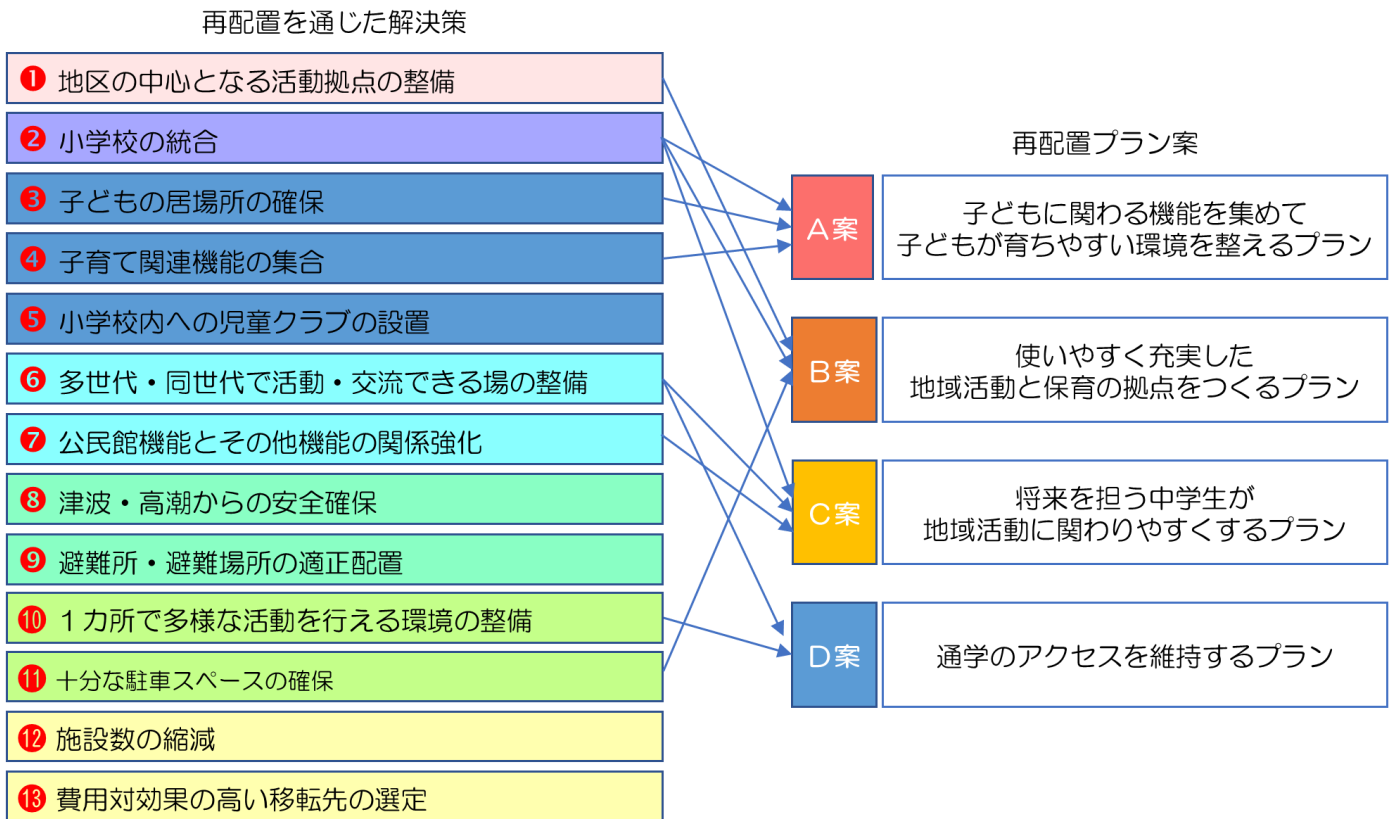 再配置を通じた解決策
❶ 地区の中心となる活動拠点の整備
❷ 小学校の統合
❸ 子どもの居場所の確保
❹ 子育て関連機能の集合
❺ 小学校内への児童クラブの設置
❻ 多世代・同世代で活動・交流できる場の整備
❼ 公民館機能とその他機能の関係強化
❽ 津波・高潮からの安全確保
❾ 避難所・避難場所の適正配置
❿ １カ所で多様な活動を行える環境の整備
⓫ 十分な駐車スペースの確保
⓬ 施設数の縮減
⓭ 費用対効果の高い移転先の選定
再配置プラン案
Ａ案
子どもに関わる機能を集めて
子どもが育ちやすい環境を整えるプラン
Ｂ案
使いやすく充実した
地域活動と保育の拠点をつくるプラン
Ｃ案
将来を担う中学生が
地域活動に関わりやすくするプラン
Ｄ案
通学のアクセスを維持するプラン